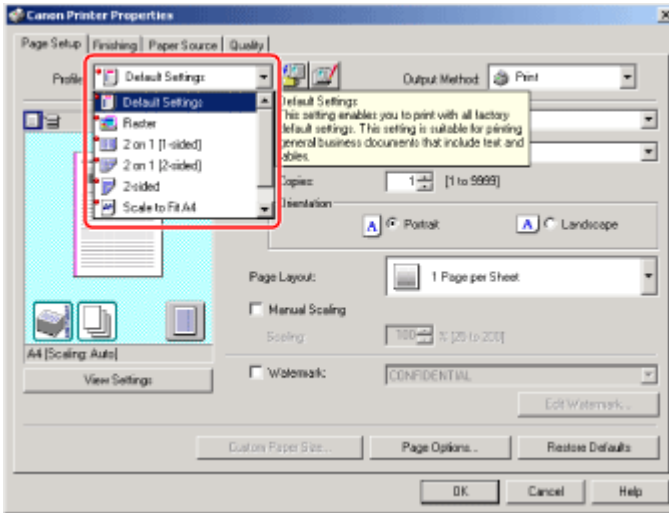 Canon Printer Properties
Page Setup Finishing Paper Source Quality
Profile: Default Settings
Output Method: Print
Default Settings
Raster
2 on 1 [1-sided]
2 on 1 [2-sided]
2-sided
Scale to Fit A4
Default Settings
This setting enables you to print with all factory
default settings. This setting is suitable for printing
general business documents that include text and
tables.
Copies: 1 [1 to 9999]
Orientation
A Portrait A Landscape
Page Layout: 1 Page per Sheet
Manual Scaling
Scaling: 100 % [25 to 200]
A4 [Scaling: Auto]
View Settings
Watermark: CONFIDENTIAL
Edit Watermark...
Custom Paper Size... Page Options... Restore Defaults
OK Cancel Help